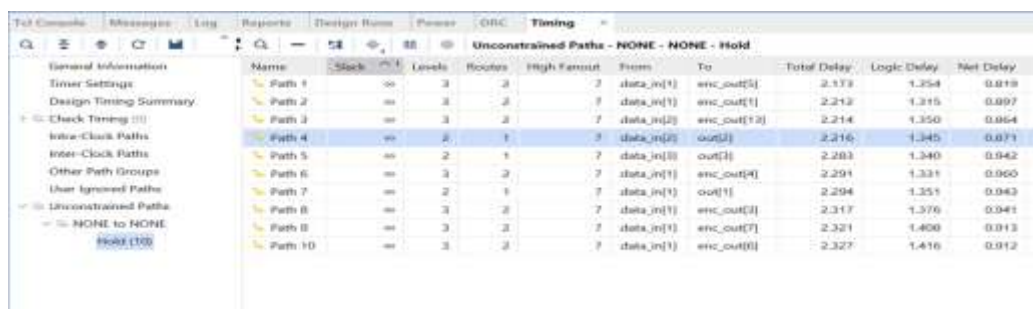 Tcl Console Messages Log Reports Design Runs Power DRC Timing
Unconstrained Paths - NONE - NONE - Hold
General Information
Timer Settings
Design Timing Summary
Check Timing
Intra-Clock Paths
Inter-Clock Paths
Other Path Groups
User Ignored Paths
Unconstrained Paths
NONE to NONE
Hold (10)
Name Slack ^1 Levels Routes High Fanout From To Total Delay Logic Delay Net Delay
Path 1 ∞ 3 2 7 data_in[1] enc_out[5] 2.173 1.354 0.819
Path 2 ∞ 3 2 7 data_in[1] enc_out[1] 2.212 1.315 0.897
Path 3 ∞ 3 2 7 data_in[2] enc_out[13] 2.214 1.350 0.864
Path 4 ∞ 2 1 7 data_in[2] out[2] 2.216 1.345 0.871
Path 5 ∞ 2 1 7 data_in[3] out[3] 2.283 1.340 0.942
Path 6 ∞ 3 2 7 data_in[1] enc_out[4] 2.291 1.331 0.960
Path 7 ∞ 2 1 7 data_in[1] out[1] 2.294 1.351 0.943
Path 8 ∞ 3 2 7 data_in[1] enc_out[3] 2.317 1.376 0.941
Path 9 ∞ 3 2 7 data_in[1] enc_out[7] 2.321 1.408 0.913
Path 10 ∞ 3 2 7 data_in[1] enc_out[6] 2.327 1.416 0.912